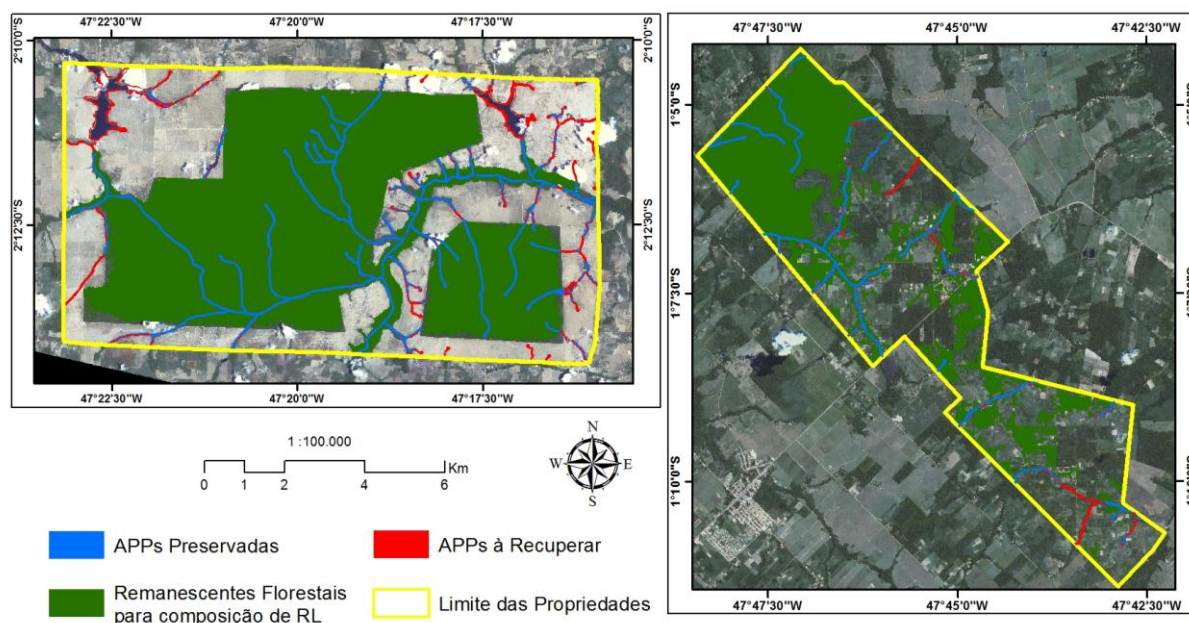 47°22'30"W 47°20'0"W 47°17'30"W
2°10'0"S
2°12'30"S
2°12'30"S
47°22'30"W 47°20'0"W 47°17'30"W
47°47'30"W 47°45'0"W 47°42'30"W
1°5'0"S
1°7'30"S
1°10'0"S
47°47'30"W 47°45'0"W 47°42'30"W
1 :100.000
Km
0 1 2 4 6
N
W E
S
APPs Preservadas
APPs à Recuperar
Remanescentes Florestais
para composição de RL
Limite das Propriedades